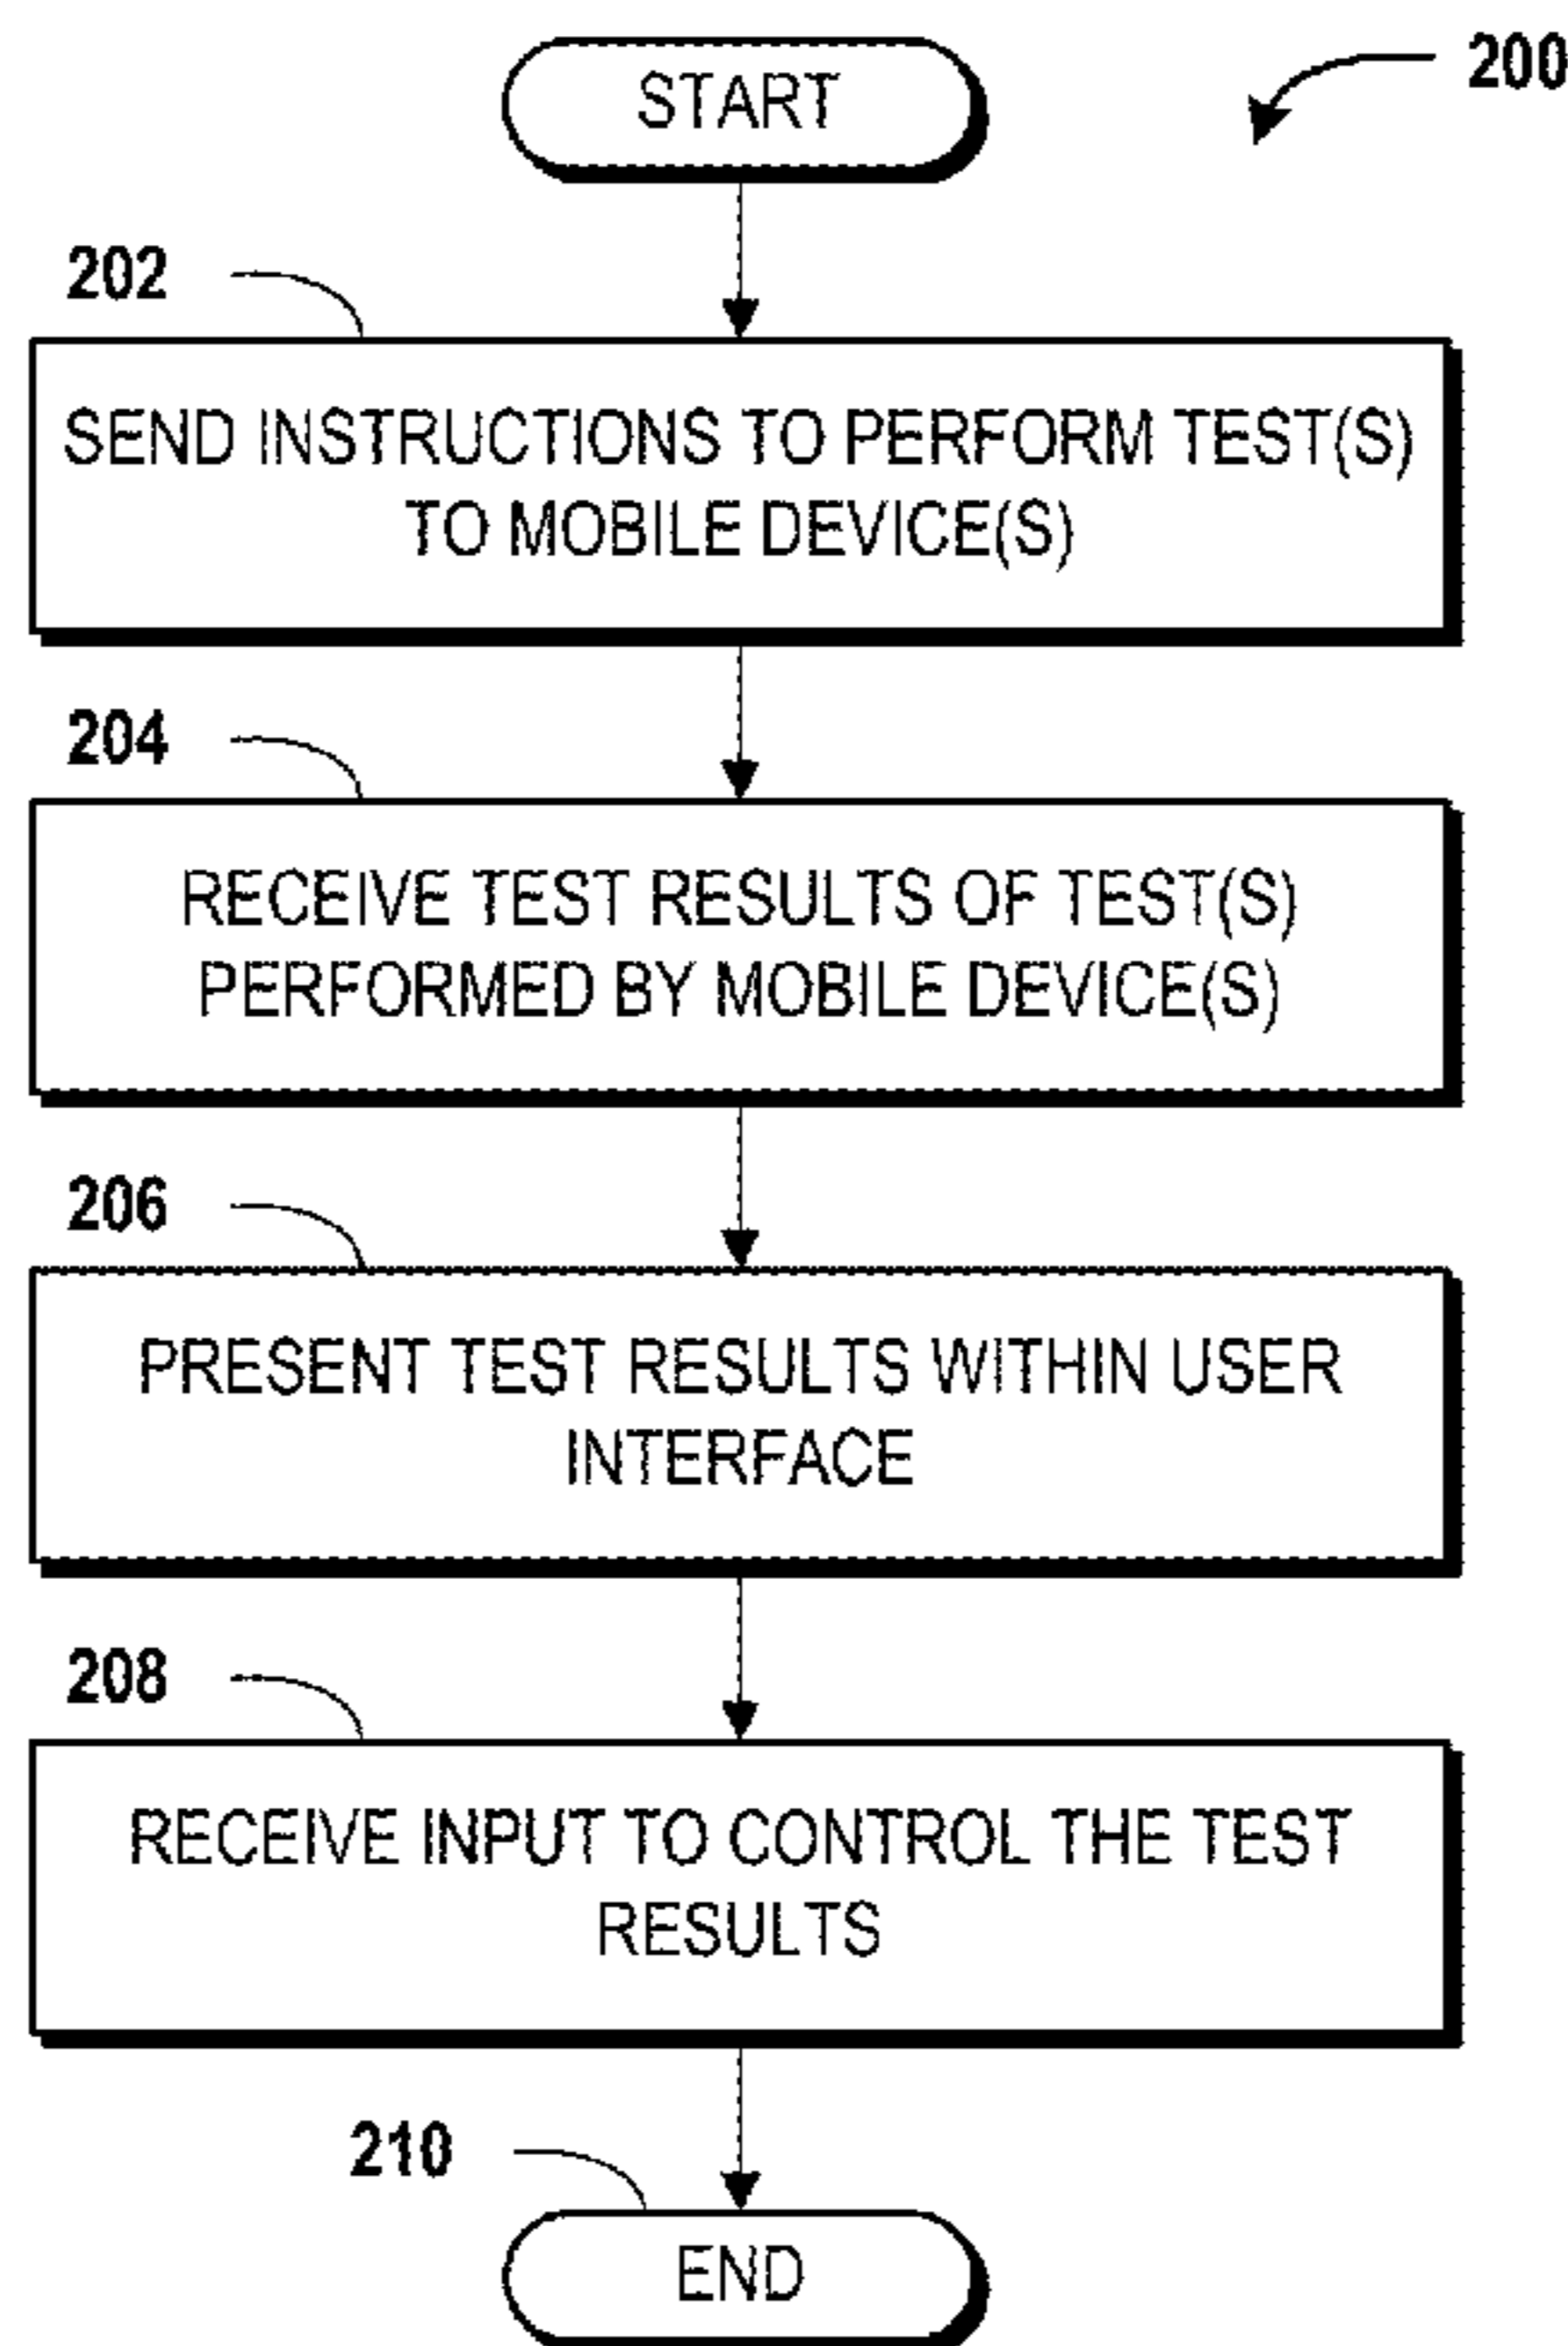 START
200
202
SEND INSTRUCTIONS TO PERFORM TEST(S)
TO MOBILE DEVICE(S)
204
RECEIVE TEST RESULTS OF TEST(S)
PERFORMED BY MOBILE DEVICE(S)
206
PRESENT TEST RESULTS WITHIN USER
INTERFACE
208
RECEIVE INPUT TO CONTROL THE TEST
RESULTS
210
END